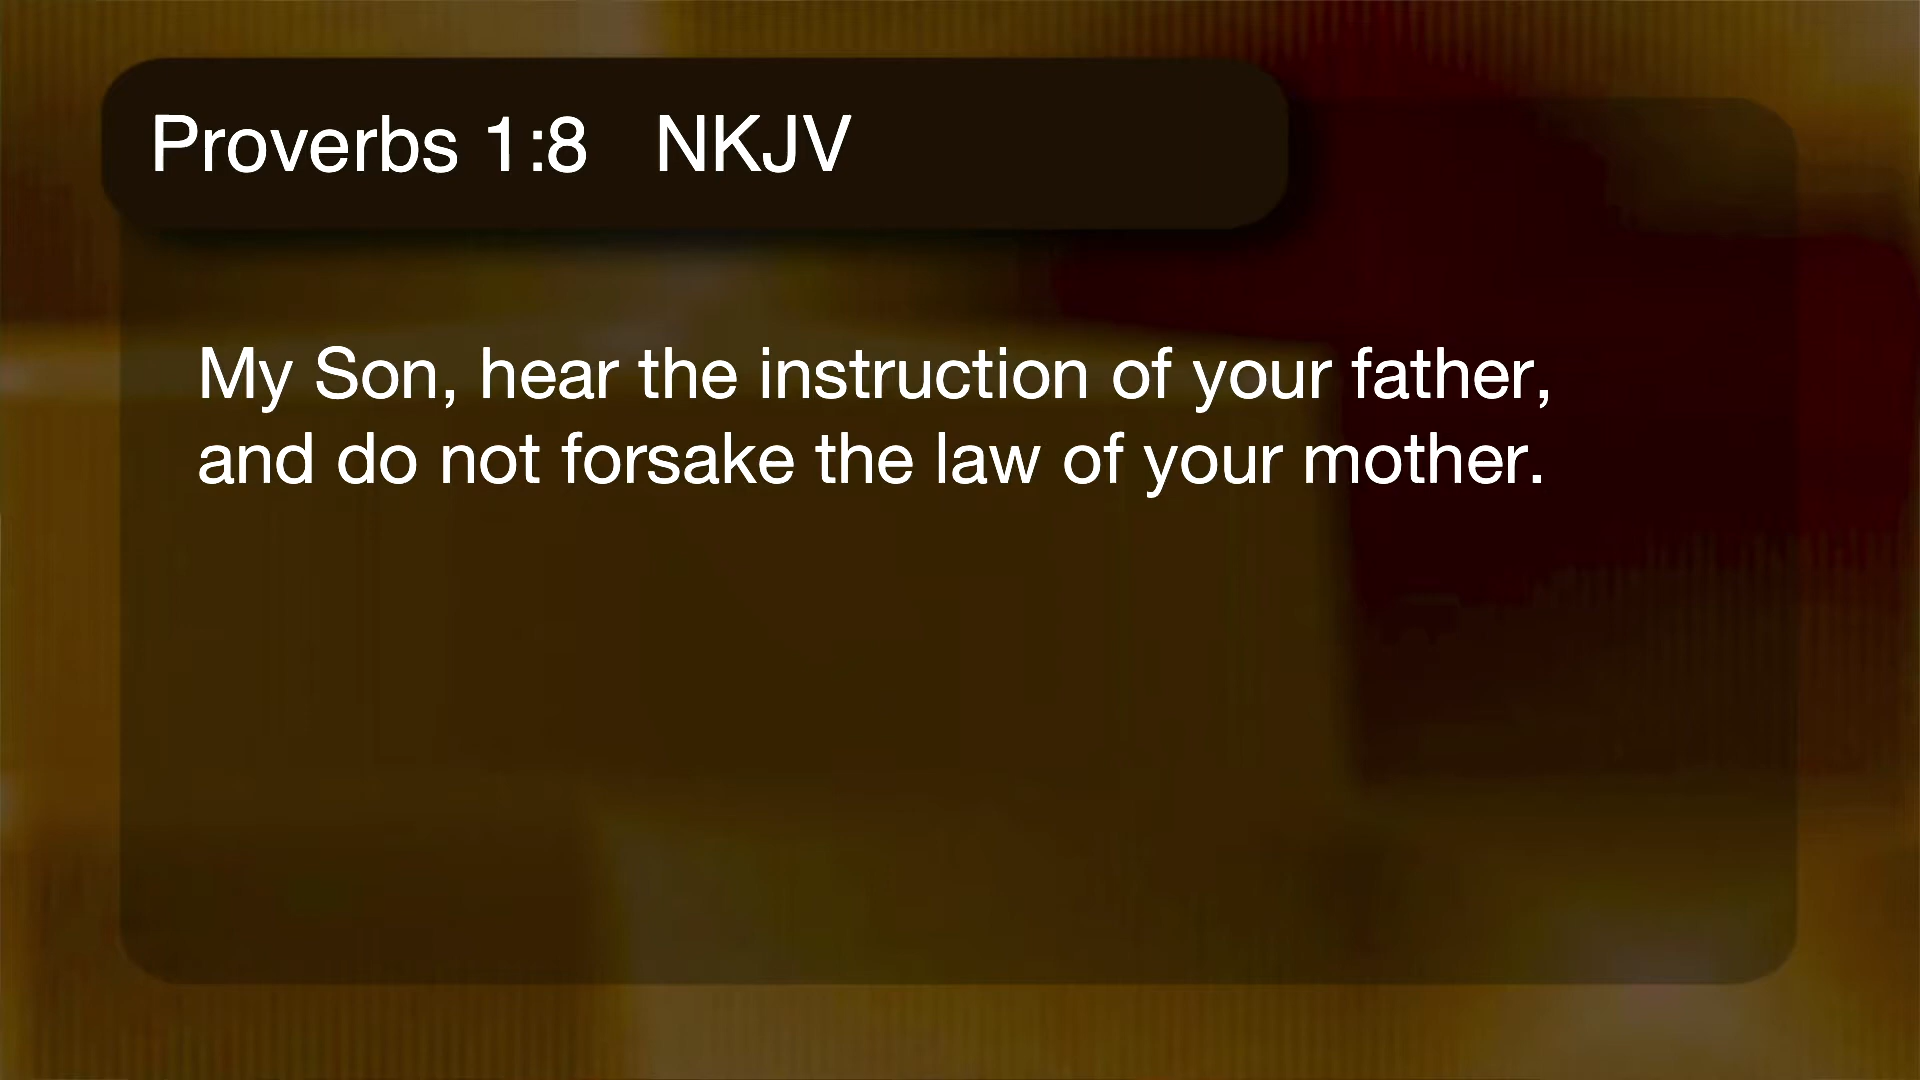 Proverbs 1:8 NKJV
My Son, hear the instruction of your father,
and do not forsake the law of your mother.